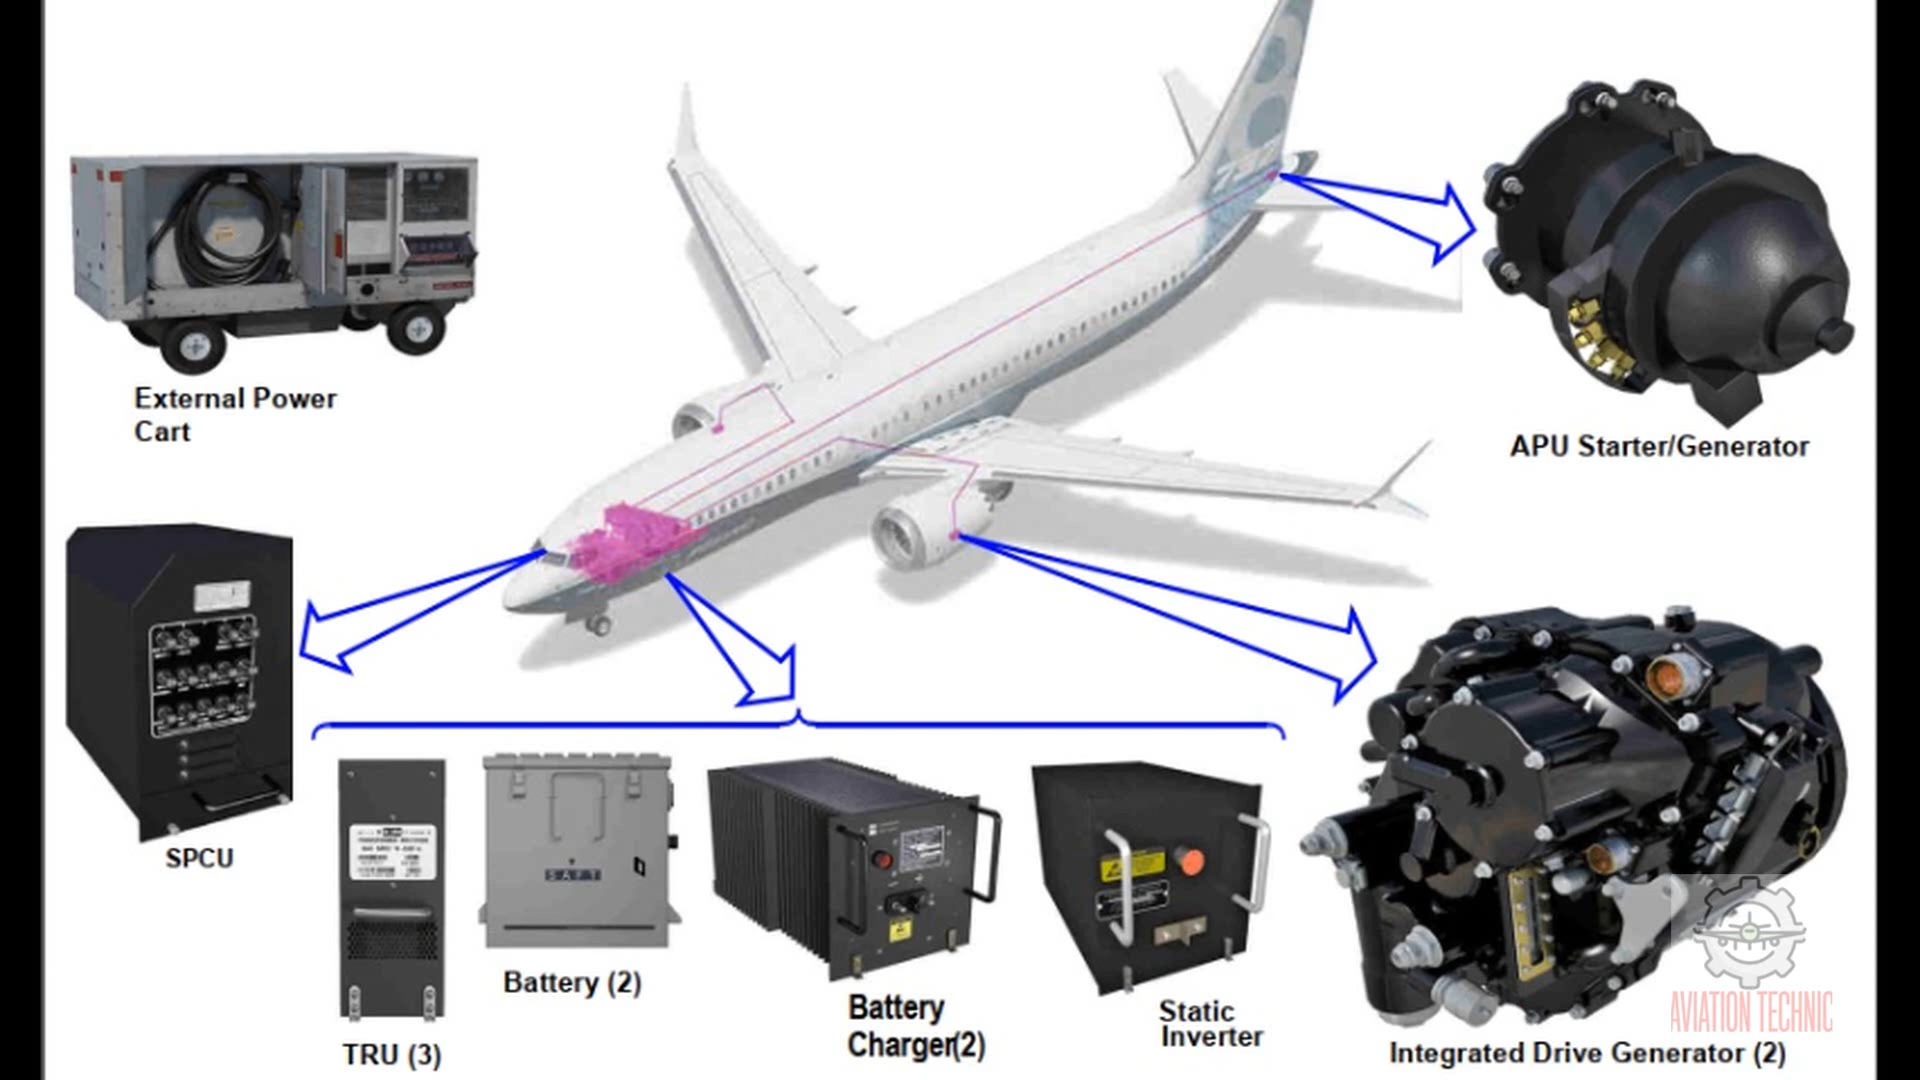 External Power
Cart
APU Starter/Generator
SPCU
SAFT
TRU (3)
Battery (2)
Battery
Charger(2)
Static
Inverter
Integrated Drive Generator (2)
AVIATION TECHNIC